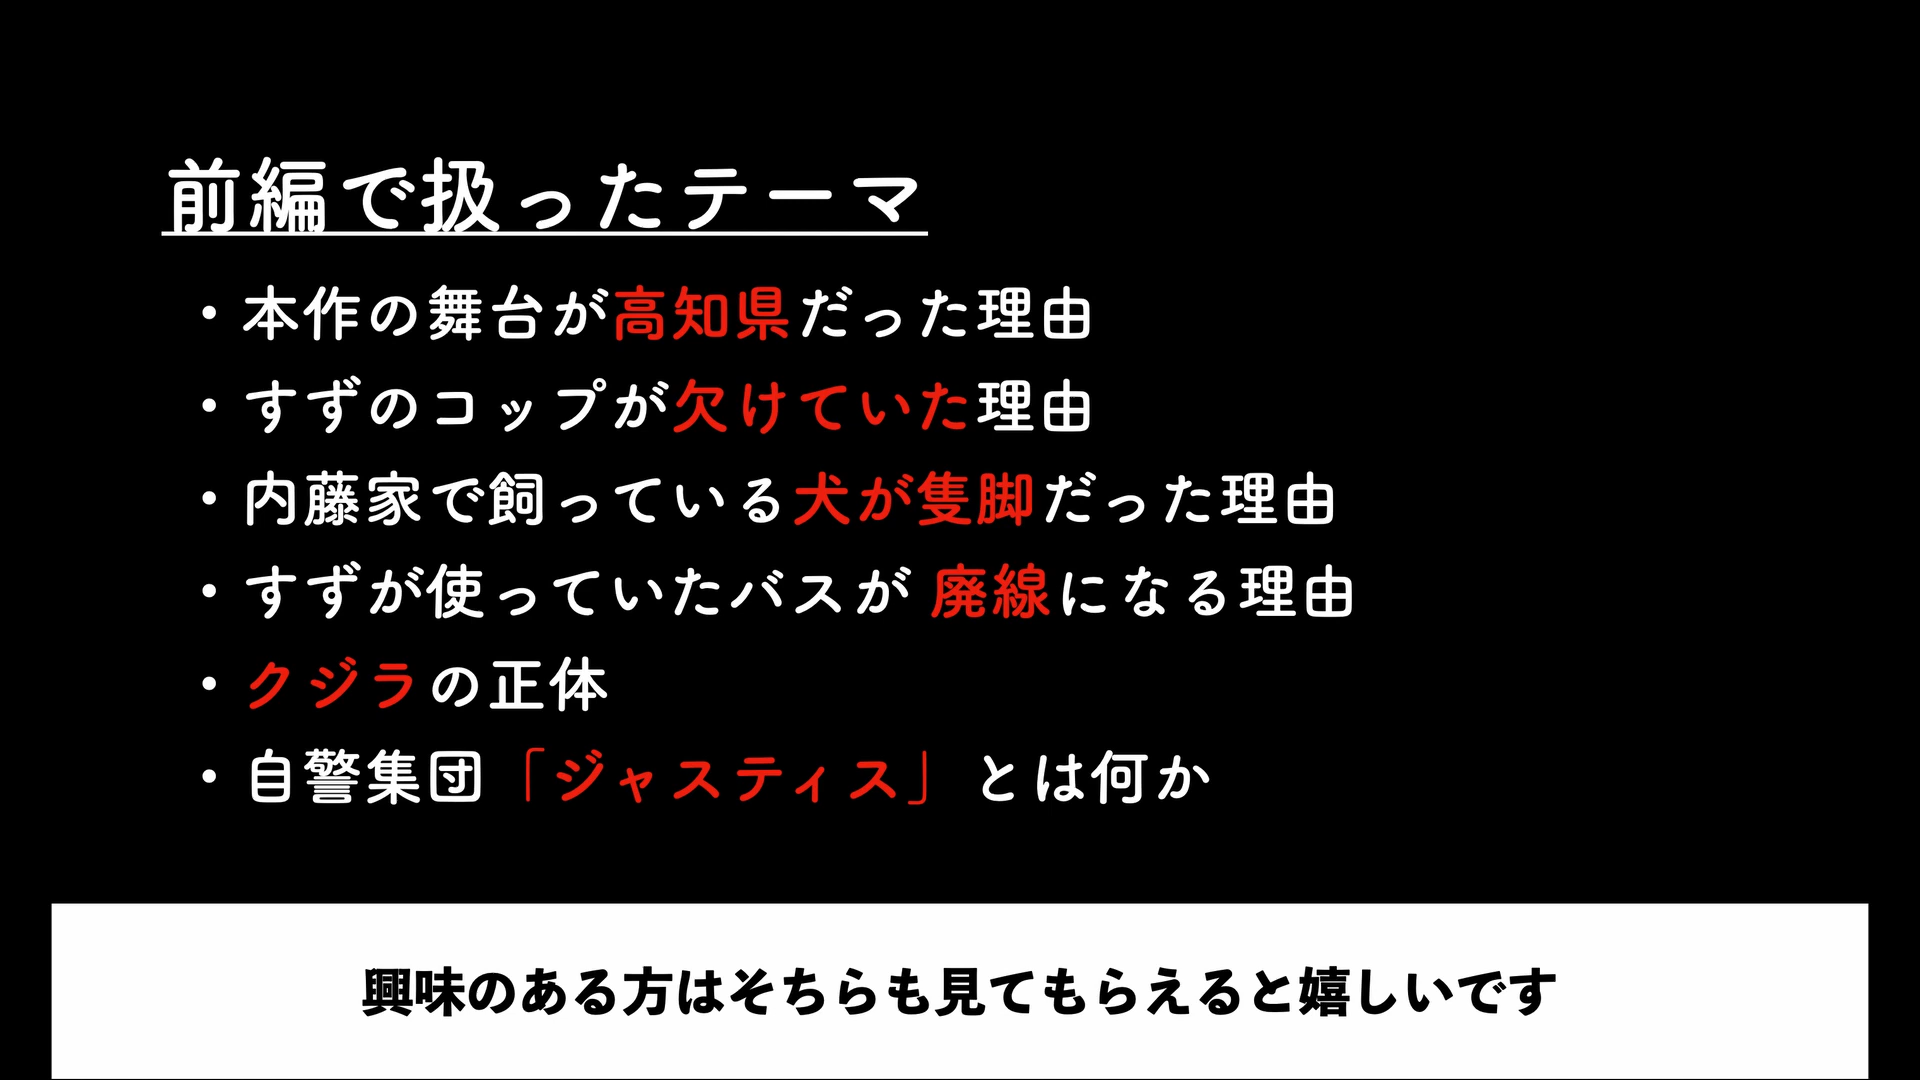 前編で扱ったテーマ
・本作の舞台が高知県だった理由
・すずのコップが欠けていた理由
・内藤家で飼っている犬が隻脚だった理由
・すずが使っていたバスが 廃線になる理由
・クジラの正体
・自警集団「ジャスティス」とは何か
興味のある方はそちらも見てもらえると嬉しいです